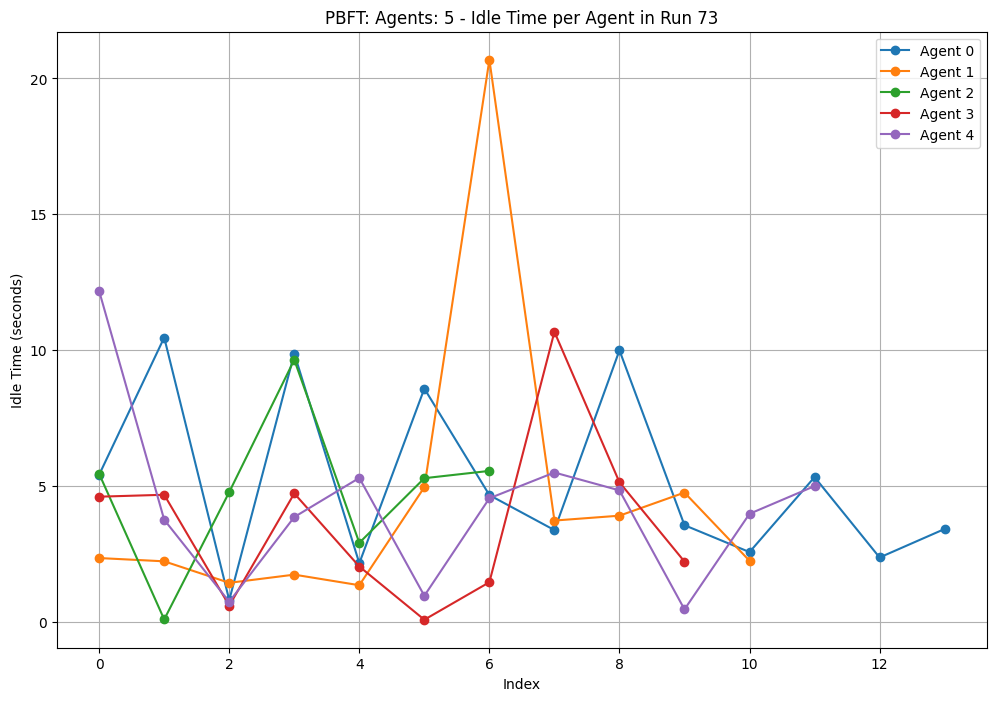 PBFT: Agents: 5 - Idle Time per Agent in Run 73
Agent 0
Agent 1
Agent 2
Agent 3
Agent 4
Idle Time (seconds)
20
15
10
5
0
0 2 4 6 8 10 12
Index